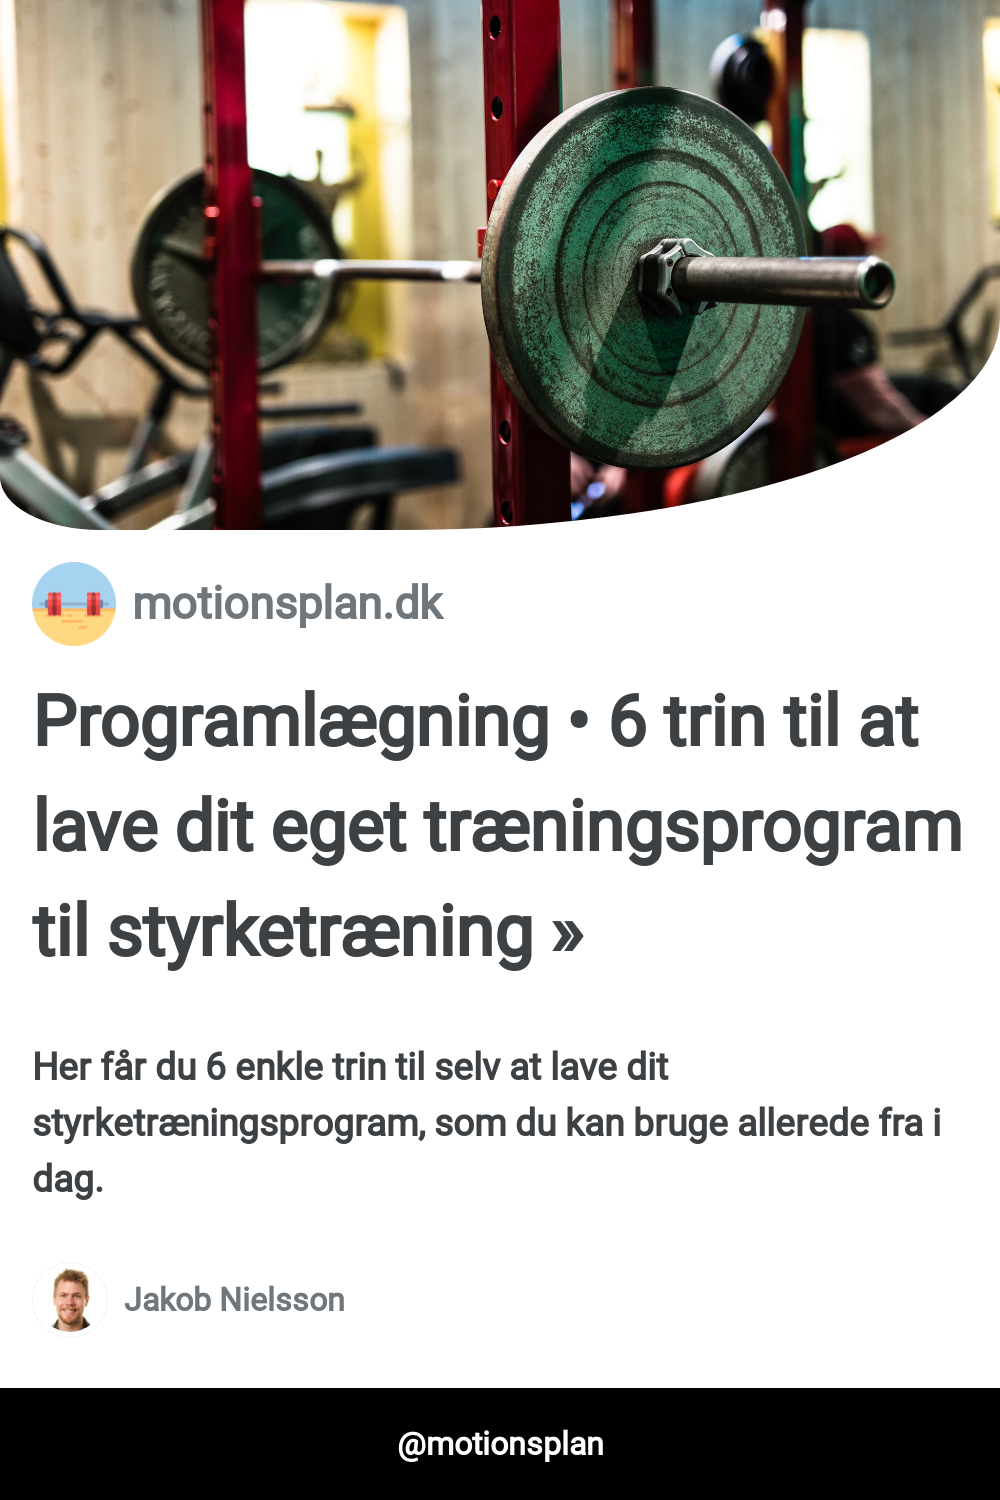 motionsplan.dk
Programlægning • 6 trin til at
lave dit eget træningsprogram
til styrketræning »
Her får du 6 enkle trin til selv at lave dit
styrketræningsprogram, som du kan bruge allerede fra i
dag.
Jakob Nielsson
@motionsplan